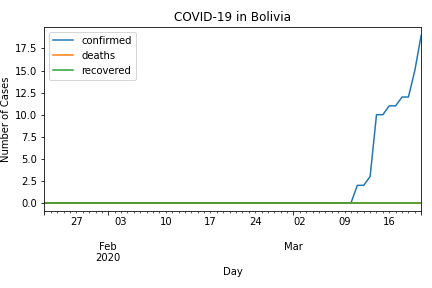 COVID-19 in Bolivia
confirmed
deaths
recovered
Number of Cases
17.5
15.0
12.5
10.0
7.5
5.0
2.5
0.0
27 03 10 17 24 02 09 16
Feb Mar
2020
Day